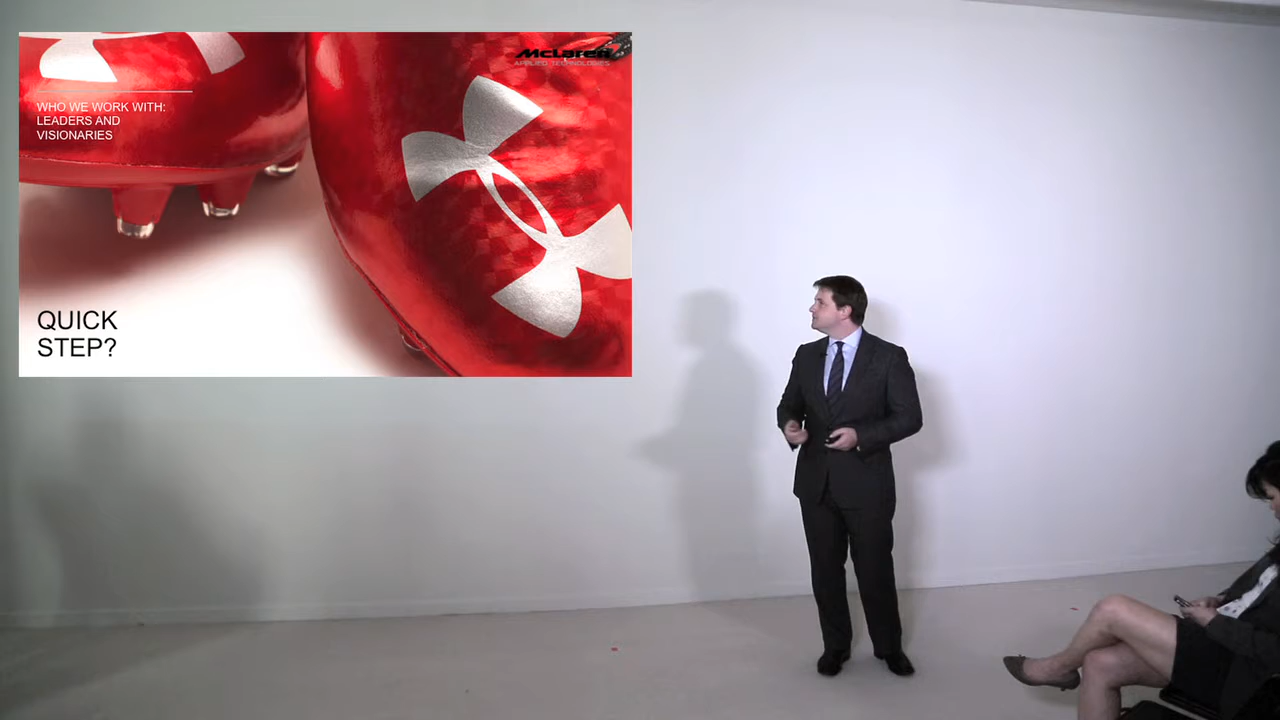 McLaren
APPLIED TECHNOLOGIES
WHO WE WORK WITH:
LEADERS AND
VISIONARIES
QUICK
STEP?